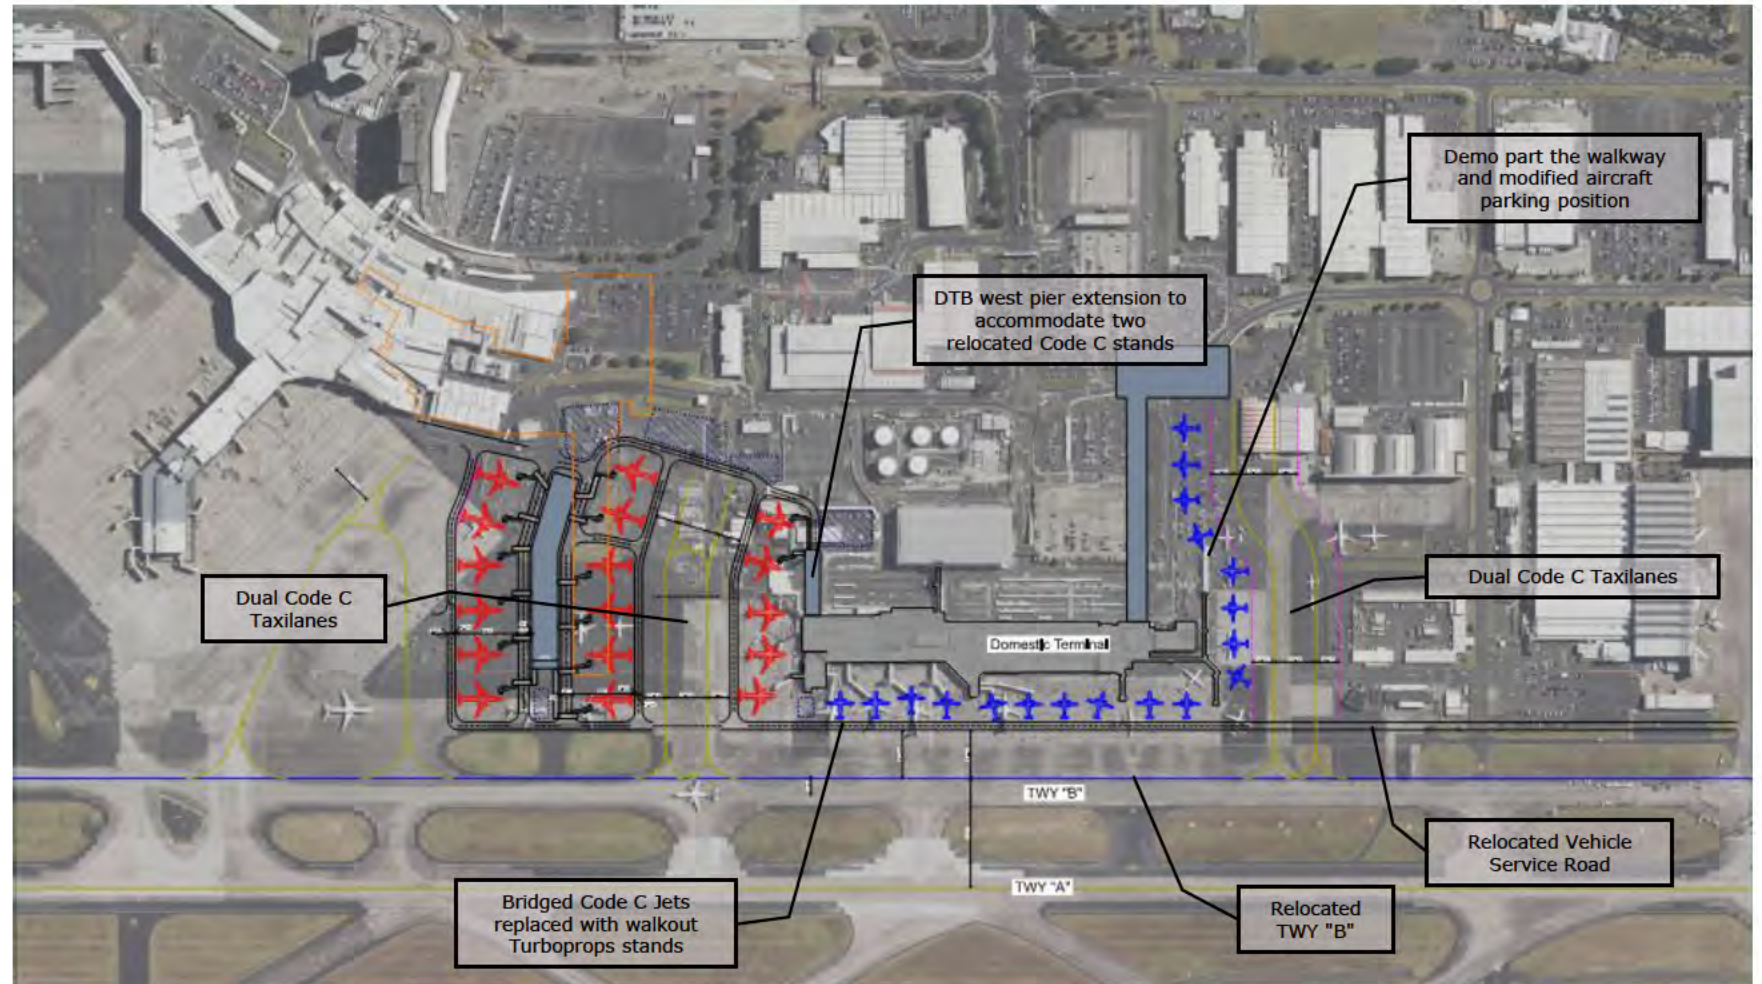 Demo part the walkway
and modified aircraft
parking position
DTB west pier extension to
accommodate two
relocated Code C stands
Dual Code C
Taxilanes
Dual Code C Taxilanes
Domestic Terminal
TWY "B"
TWY "A"
Relocated Vehicle
Service Road
Bridged Code C Jets
replaced with walkout
Turboprops stands
Relocated
TWY "B"